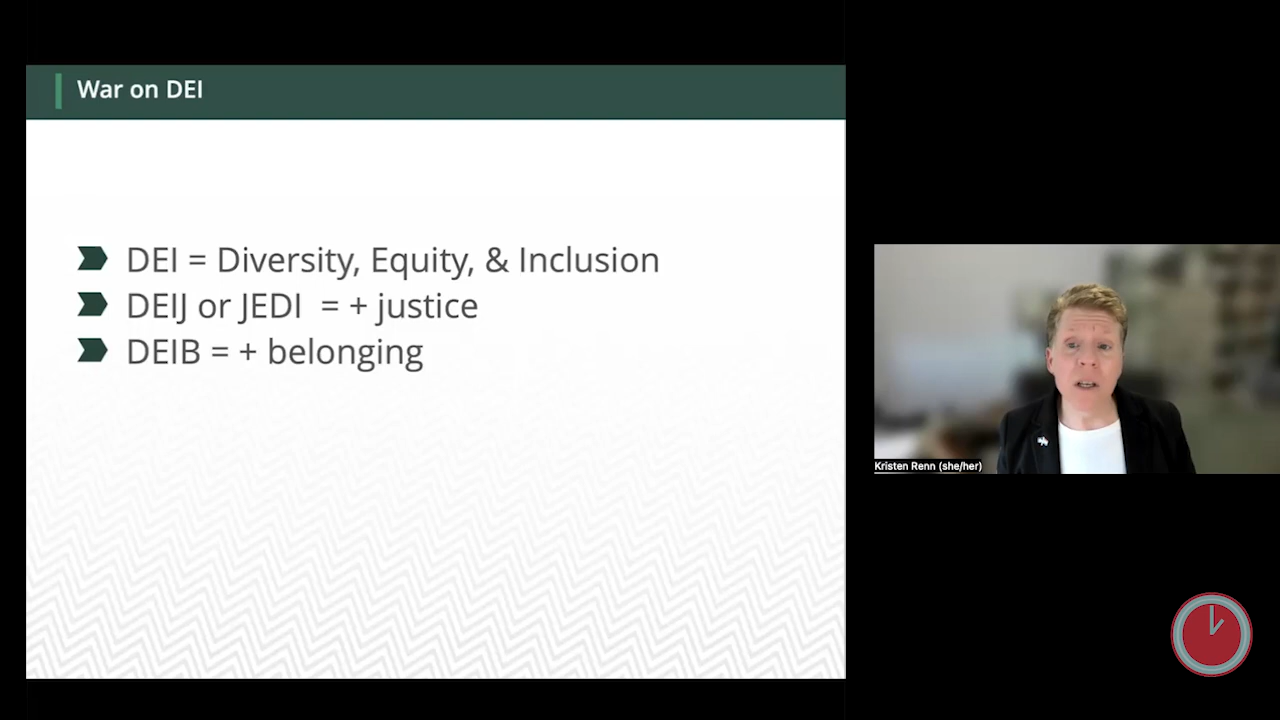 War on DEI
DEI = Diversity, Equity, & Inclusion
DEIJ or JEDI = + justice
DEIB = + belonging
Kristen Renn (she/her)